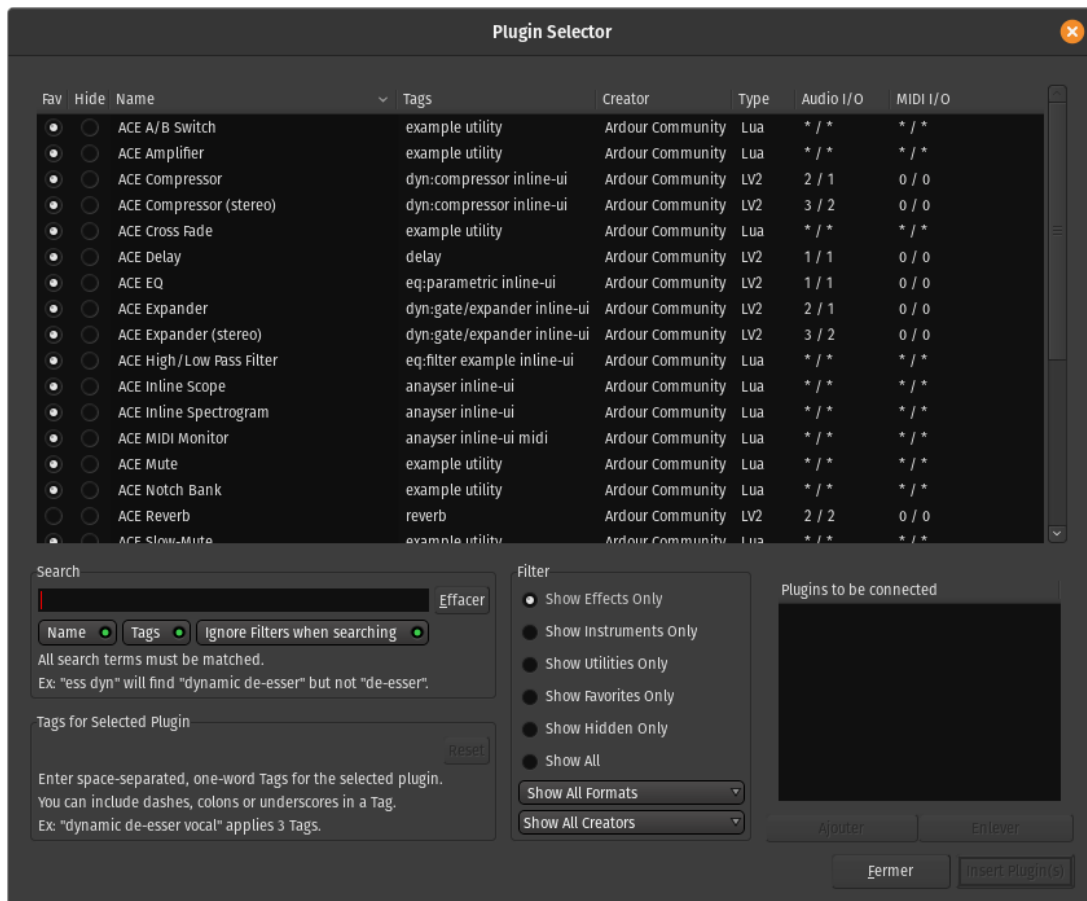 Plugin Selector
Fav Hide Name Tags Creator Type Audio I/O MIDI I/O
ACE A/B Switch example utility Ardour Community Lua * / * * / *
ACE Amplifier example utility Ardour Community Lua * / * * / *
ACE Compressor dyn:compressor inline-ui Ardour Community LV2 2 / 1 0 / 0
ACE Compressor (stereo) dyn:compressor inline-ui Ardour Community LV2 3 / 2 0 / 0
ACE Cross Fade example utility Ardour Community Lua * / * * / *
ACE Delay delay Ardour Community LV2 1 / 1 0 / 0
ACE EQ eq:parametric inline-ui Ardour Community LV2 1 / 1 0 / 0
ACE Expander dyn:gate/expander inline-ui Ardour Community LV2 2 / 1 0 / 0
ACE Expander (stereo) dyn:gate/expander inline-ui Ardour Community LV2 3 / 2 0 / 0
ACE High/Low Pass Filter eq:filter example inline-ui Ardour Community Lua * / * * / *
ACE Inline Scope anayser inline-ui Ardour Community Lua * / * * / *
ACE Inline Spectrogram anayser inline-ui Ardour Community Lua * / * * / *
ACE MIDI Monitor anayser inline-ui midi Ardour Community Lua * / * * / *
ACE Mute example utility Ardour Community Lua * / * * / *
ACE Notch Bank example utility Ardour Community Lua * / * * / *
ACE Reverb reverb Ardour Community LV2 2 / 2 0 / 0
ACE Slow-Mute example utility Ardour Community Lua * / * * / *
Search
Effacer
Name Tags Ignore Filters when searching
All search terms must be matched.
Ex: "ess dyn" will find "dynamic de-esser" but not "de-esser".
Tags for Selected Plugin
Reset
Enter space-separated, one-word Tags for the selected plugin.
You can include dashes, colons or underscores in a Tag.
Ex: "dynamic de-esser vocal" applies 3 Tags.
Filter
Show Effects Only
Show Instruments Only
Show Utilities Only
Show Favorites Only
Show Hidden Only
Show All
Show All Formats
Show All Creators
Plugins to be connected
Ajouter Enlever
Fermer Insert Plugin(s)